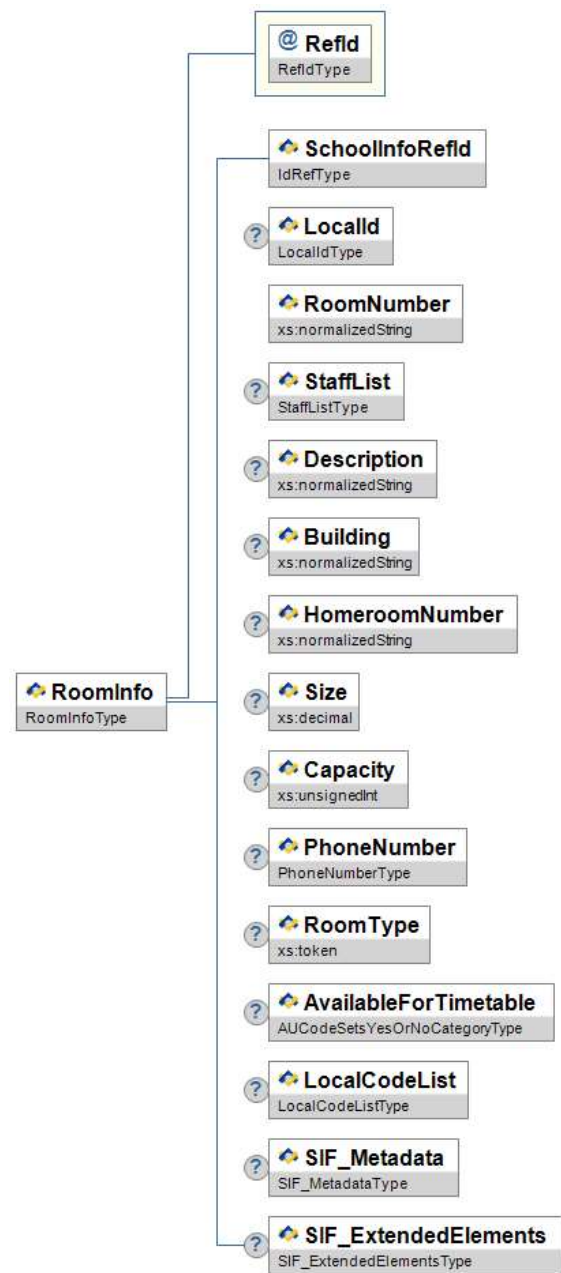 @ RefId
RefIdType
SchoolInfoRefId
IdRefType
? LocalId
LocalIdType
RoomNumber
xs:normalizedString
? StaffList
StaffListType
? Description
xs:normalizedString
? Building
xs:normalizedString
? HomeroomNumber
xs:normalizedString
RoomInfo
RoomInfoType
? Size
xs:decimal
? Capacity
xs:unsignedInt
? PhoneNumber
PhoneNumberType
? RoomType
xs:token
? AvailableForTimetable
AUCodeSetsYesOrNoCategoryType
? LocalCodeList
LocalCodeListType
? SIF_Metadata
SIF_MetadataType
? SIF_ExtendedElements
SIF_ExtendedElementsType